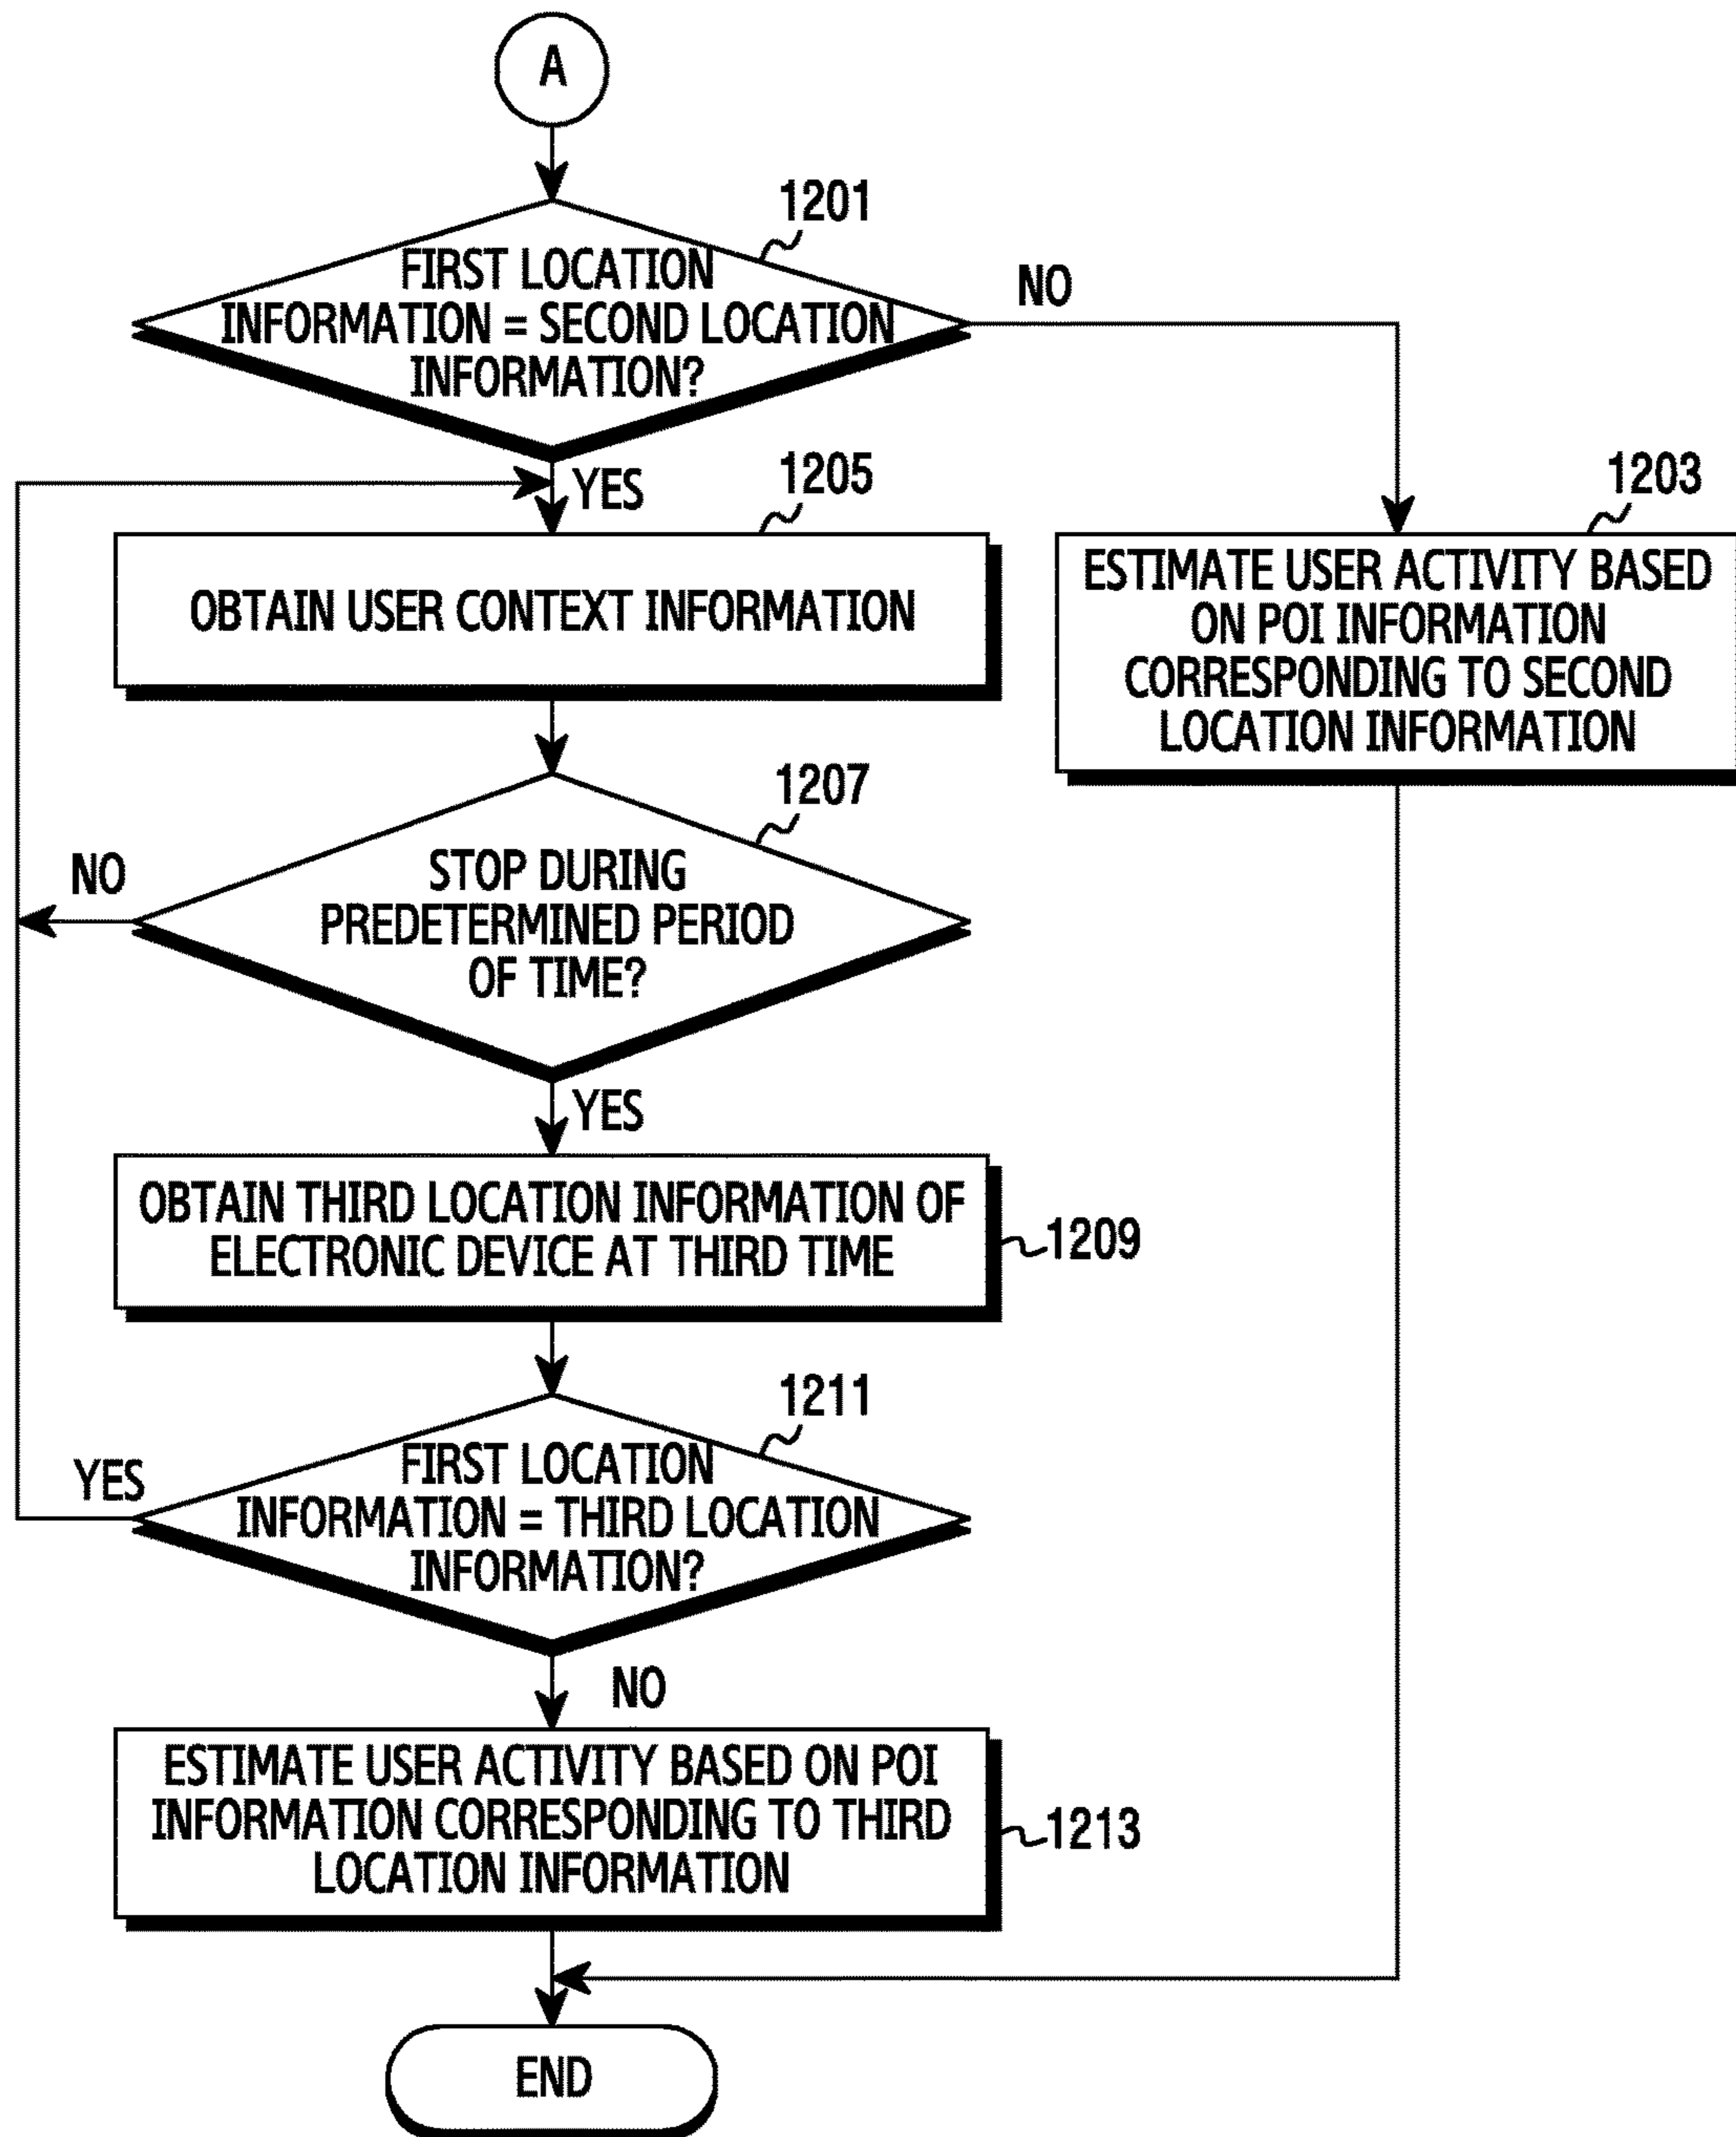 A
1201
FIRST LOCATION
INFORMATION = SECOND LOCATION
INFORMATION?
NO
YES
1205
OBTAIN USER CONTEXT INFORMATION
1203
ESTIMATE USER ACTIVITY BASED
ON POI INFORMATION
CORRESPONDING TO SECOND
LOCATION INFORMATION
1207
STOP DURING
PREDETERMINED PERIOD
OF TIME?
NO
YES
OBTAIN THIRD LOCATION INFORMATION OF
ELECTRONIC DEVICE AT THIRD TIME
1209
1211
FIRST LOCATION
INFORMATION = THIRD LOCATION
INFORMATION?
YES
NO
ESTIMATE USER ACTIVITY BASED ON POI
INFORMATION CORRESPONDING TO THIRD
LOCATION INFORMATION
1213
END